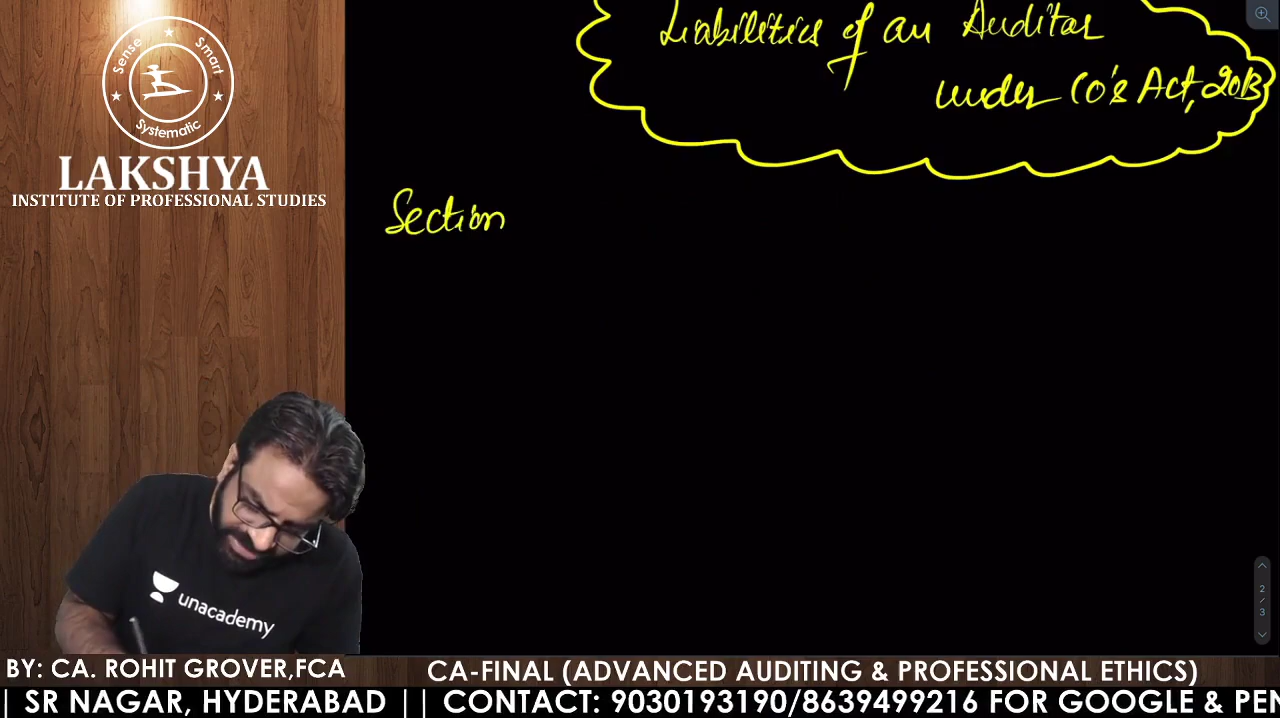 Liabilities of an Auditor
under Co's Act, 2013
Sense
Smart
Systematic
LAKSHYA
INSTITUTE OF PROFESSIONAL STUDIES
Section
unacademy
2
/
3
BY: CA. ROHIT GROVER,FCA
CA-FINAL (ADVANCED AUDITING & PROFESSIONAL ETHICS)
| SR NAGAR, HYDERABAD || CONTACT: 9030193190/8639499216 FOR GOOGLE & PEN